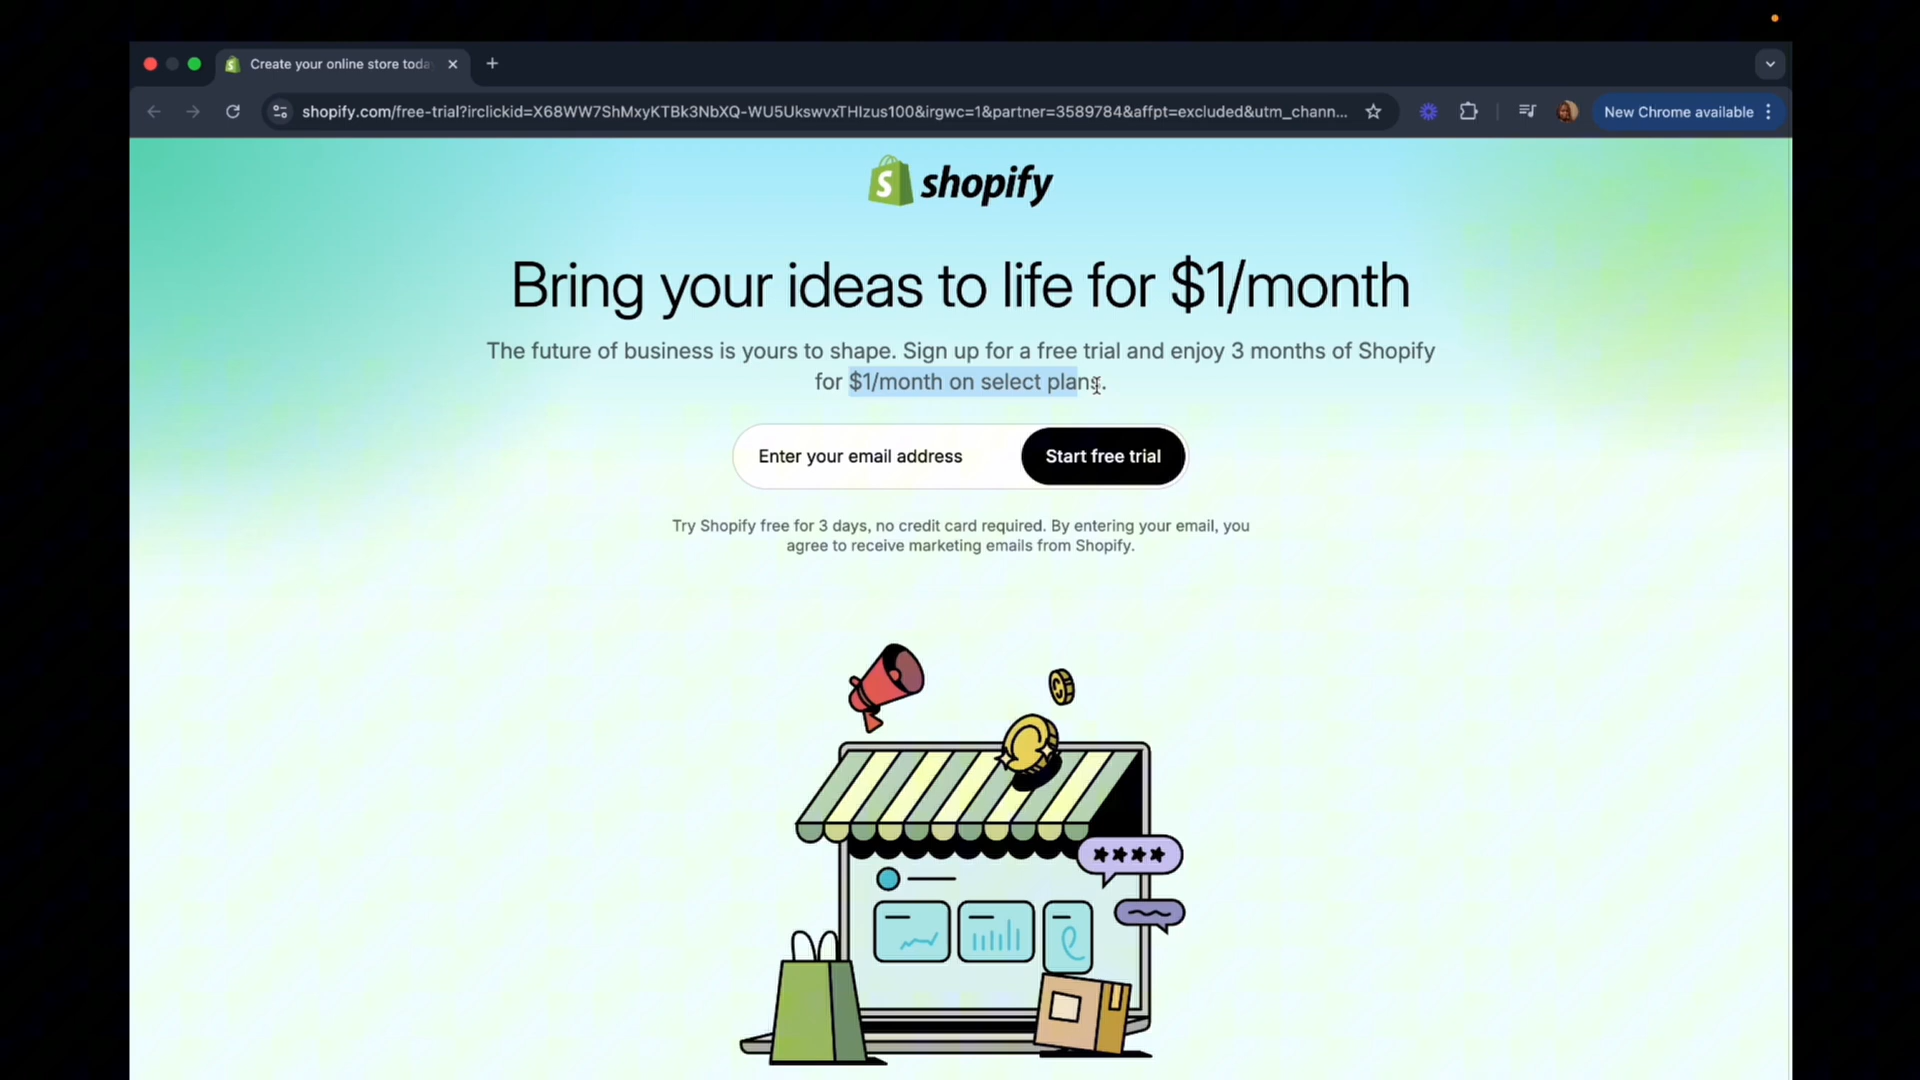 Create your online store toda
shopify.com/free-trial?irclickid=X68WW7ShMxyKTBk3NbXQ-WU5UkswvxTHIzus100&irgwc=1&partner=3589784&affpt=excluded&utm_chann...
New Chrome available
shopify
Bring your ideas to life for $1/month
The future of business is yours to shape. Sign up for a free trial and enjoy 3 months of Shopify
for $1/month on select plans.
Enter your email address
Start free trial
Try Shopify free for 3 days, no credit card required. By entering your email, you
agree to receive marketing emails from Shopify.